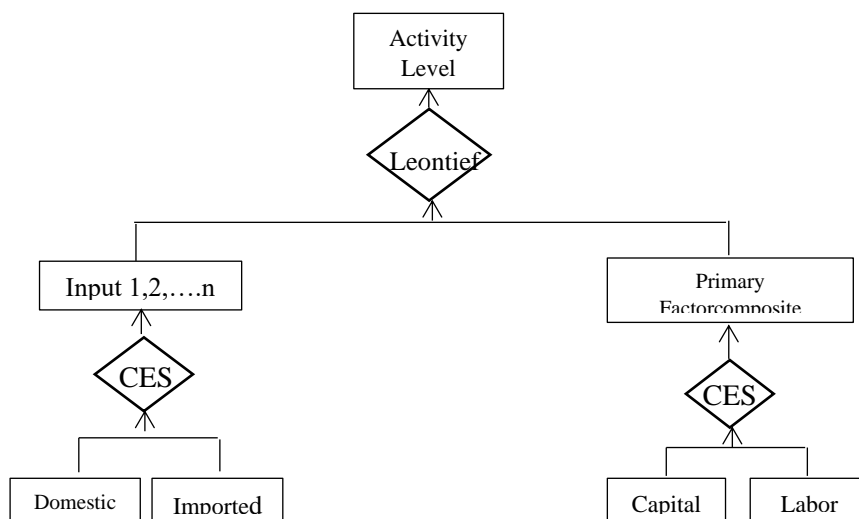 Activity
Level
Leontief
Input 1,2,….n
Primary
Factorcomposite
CES
CES
Domestic
Imported
Capital
Labor